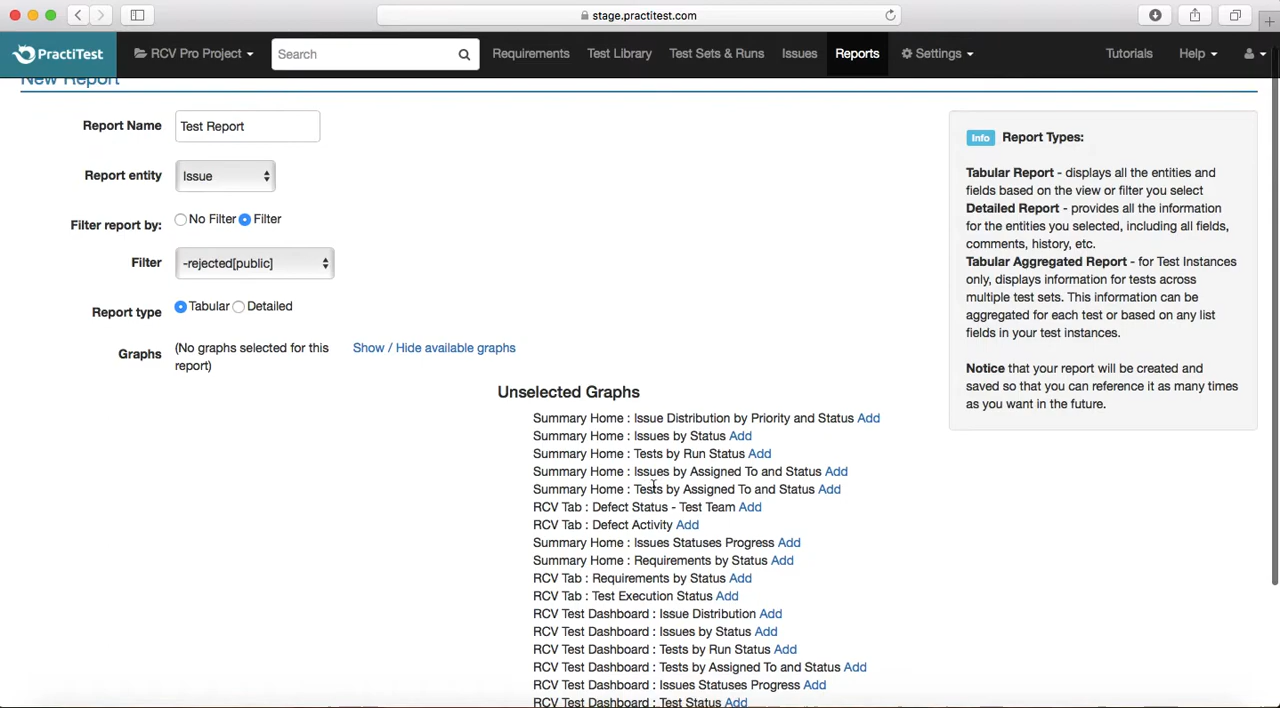 stage.practitest.com
PractiTest
RCV Pro Project
Search
Requirements
Test Library
Test Sets & Runs
Issues
Reports
Settings
Tutorials
Help
New Report
Report Name
Test Report
Report entity
Issue
Filter report by:
No Filter
Filter
Filter
-rejected[public]
Report type
Tabular
Detailed
Graphs
(No graphs selected for this
report)
Show / Hide available graphs
Unselected Graphs
Summary Home : Issue Distribution by Priority and Status Add
Summary Home : Issues by Status Add
Summary Home : Tests by Run Status Add
Summary Home : Issues by Assigned To and Status Add
Summary Home : Tests by Assigned To and Status Add
RCV Tab : Defect Status - Test Team Add
RCV Tab : Defect Activity Add
Summary Home : Issues Statuses Progress Add
Summary Home : Requirements by Status Add
RCV Tab : Requirements by Status Add
RCV Tab : Test Execution Status Add
RCV Test Dashboard : Issue Distribution Add
RCV Test Dashboard : Issues by Status Add
RCV Test Dashboard : Tests by Run Status Add
RCV Test Dashboard : Tests by Assigned To and Status Add
RCV Test Dashboard : Issues Statuses Progress Add
RCV Test Dashboard : Test Status Add
Info Report Types:
Tabular Report - displays all the entities and
fields based on the view or filter you select
Detailed Report - provides all the information
for the entities you selected, including all fields,
comments, history, etc.
Tabular Aggregated Report - for Test Instances
only, displays information for tests across
multiple test sets. This information can be
aggregated for each test or based on any list
fields in your test instances.
Notice that your report will be created and
saved so that you can reference it as many times
as you want in the future.